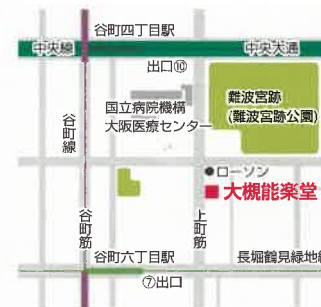 谷町四丁目駅
中央線
中央大通
出口⑩
難波宮跡
(難波宮跡公園)
国立病院機構
大阪医療センター
谷町線
ローソン
大槻能楽堂
谷町筋
上町筋
谷町六丁目駅
長堀鶴見緑地線
⑦出口